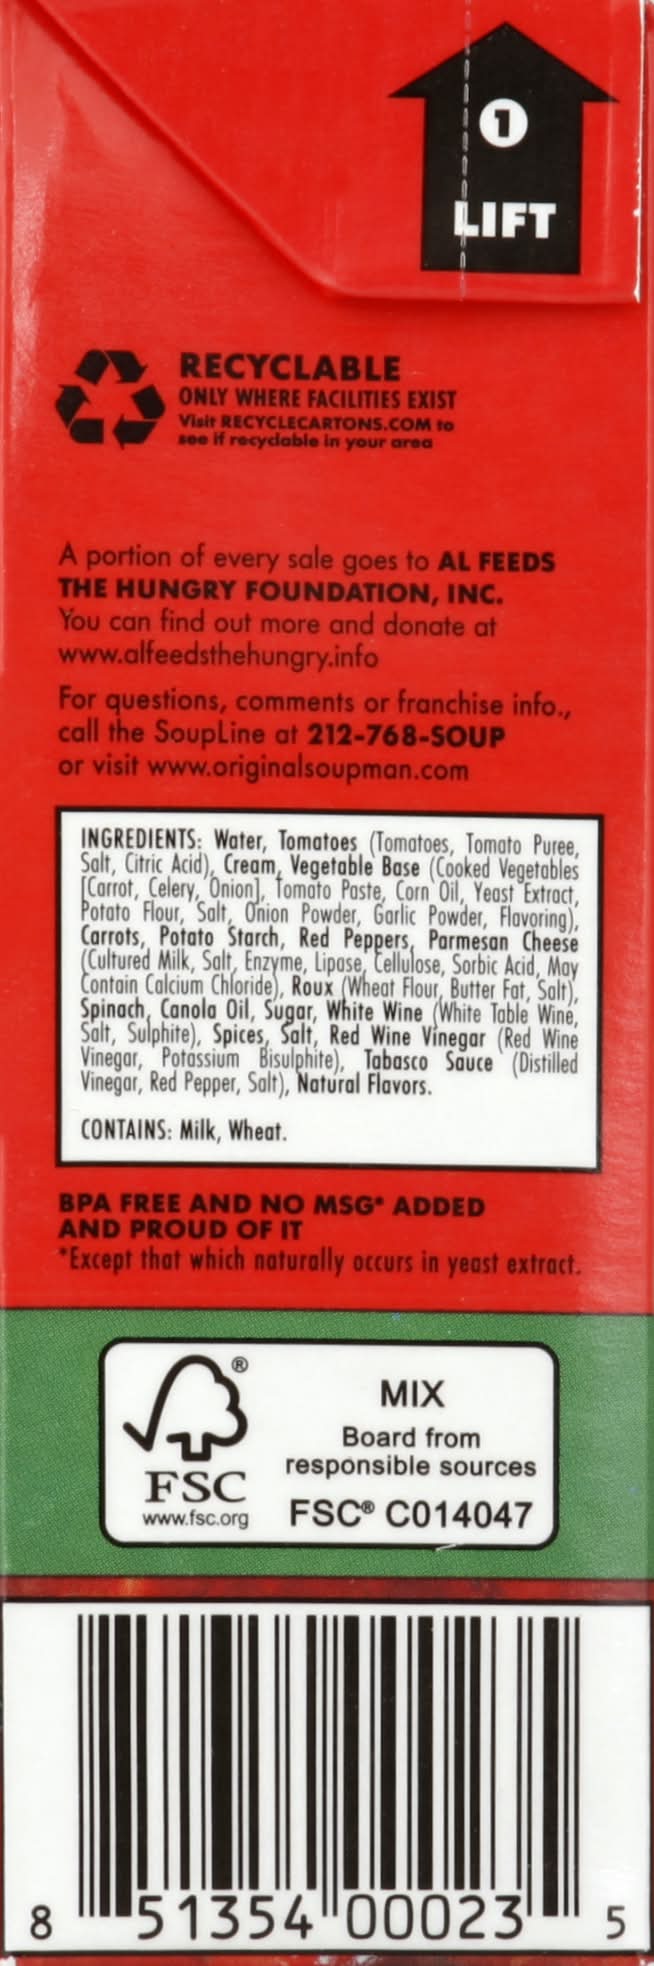 1
LIFT
RECYCLABLE
ONLY WHERE FACILITIES EXIST
Visit RECYCLECARTONS.COM to
see if recyclable in your area
A portion of every sale goes to AL FEEDS
THE HUNGRY FOUNDATION, INC.
You can find out more and donate at
www.alfeedsthehungry.info
For questions, comments or franchise info.,
call the SoupLine at 212-768-SOUP
or visit www.originalsoupman.com
INGREDIENTS: Water, Tomatoes (Tomatoes, Tomato Puree,
Salt, Citric Acid), Cream, Vegetable Base (Cooked Vegetables
[Carrot, Celery, Onion], Tomato Paste, Corn Oil, Yeast Extract,
Potato Flour, Salt, Onion Powder, Garlic Powder, Flavoring),
Carrots, Potato Starch, Red Peppers, Parmesan Cheese
(Cultured Milk, Salt, Enzyme, Lipase, Cellulose, Sorbic Acid, May
Contain Calcium Chloride), Roux (Wheat Flour, Butter Fat, Salt),
Spinach, Canola Oil, Sugar, White Wine (White Table Wine,
Salt, Sulphite), Spices, Salt, Red Wine Vinegar (Red Wine
Vinegar, Potassium Bisulphite), Tabasco Sauce (Distilled
Vinegar, Red Pepper, Salt), Natural Flavors.
CONTAINS: Milk, Wheat.
BPA FREE AND NO MSG* ADDED
AND PROUD OF IT
*Except that which naturally occurs in yeast extract.
®
FSC
www.fsc.org
MIX
Board from
responsible sources
FSC® C014047
8 51354 00023 5